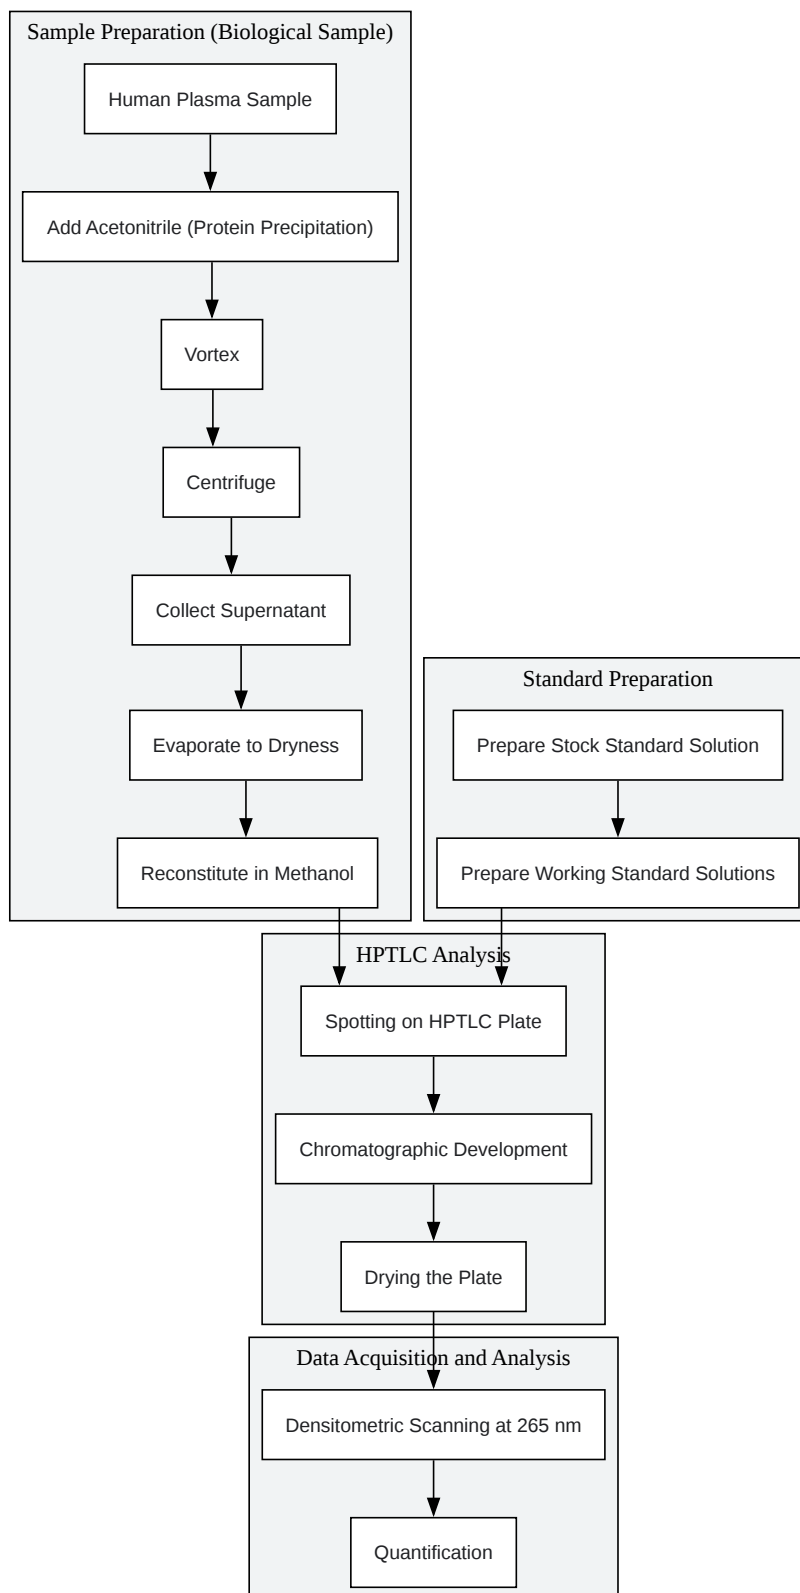 Sample Preparation (Biological Sample)
Human Plasma Sample
Add Acetonitrile (Protein Precipitation)
Vortex
Centrifuge
Collect Supernatant
Evaporate to Dryness
Reconstitute in Methanol
Standard Preparation
Prepare Stock Standard Solution
Prepare Working Standard Solutions
HPTLC Analysis
Spotting on HPTLC Plate
Chromatographic Development
Drying the Plate
Data Acquisition and Analysis
Densitometric Scanning at 265 nm
Quantification